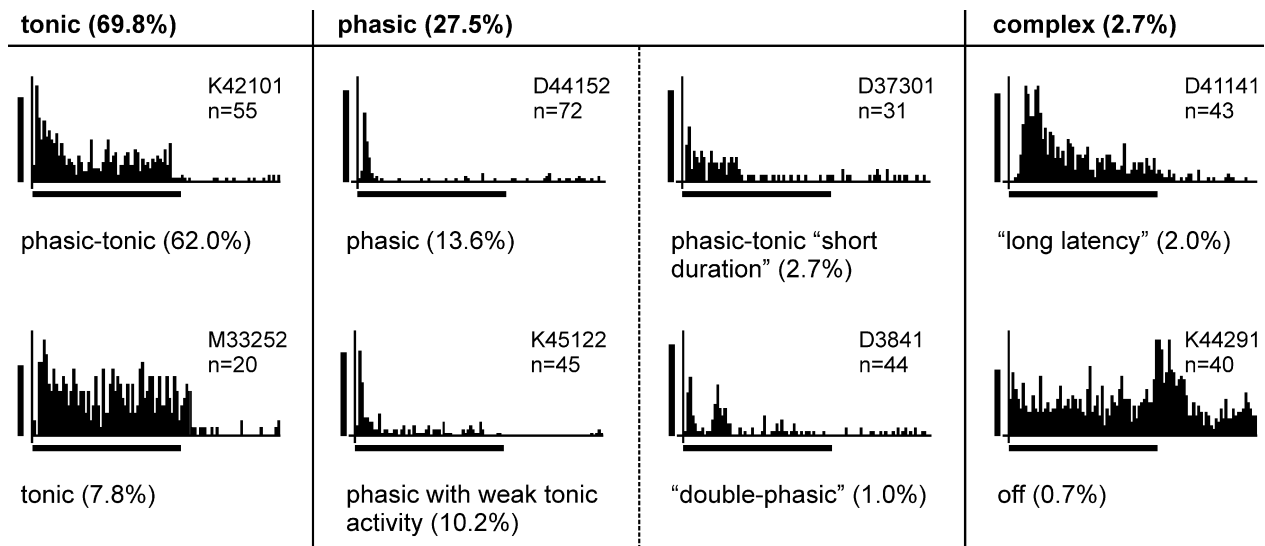 tonic (69.8%)
phasic (27.5%)
complex (2.7%)
K42101
n=55
D44152
n=72
D37301
n=31
D41141
n=43
phasic-tonic (62.0%)
phasic (13.6%)
phasic-tonic “short
duration” (2.7%)
“long latency” (2.0%)
M33252
n=20
K45122
n=45
D3841
n=44
K44291
n=40
tonic (7.8%)
phasic with weak tonic
activity (10.2%)
“double-phasic” (1.0%)
off (0.7%)